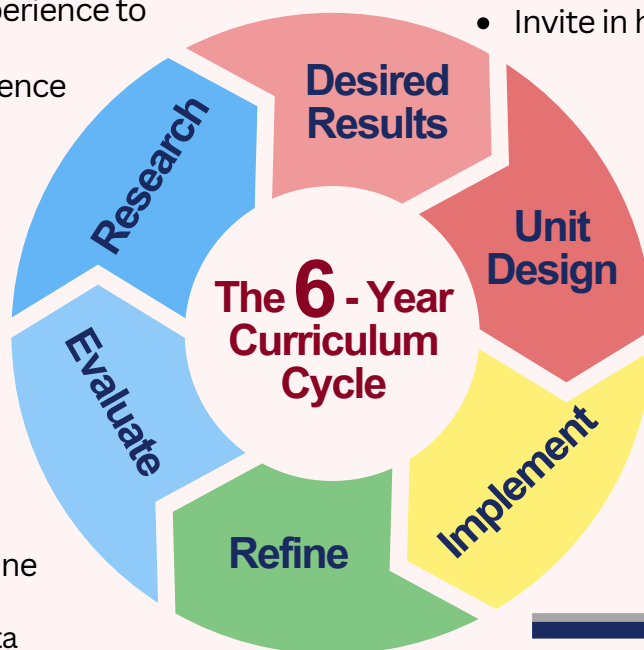 perience to
Invite in h
ence
Desired
Results
Research
Unit
Design
The 6 - Year
Curriculum
Cycle
Evaluate
Implement
Refine
ne
ta